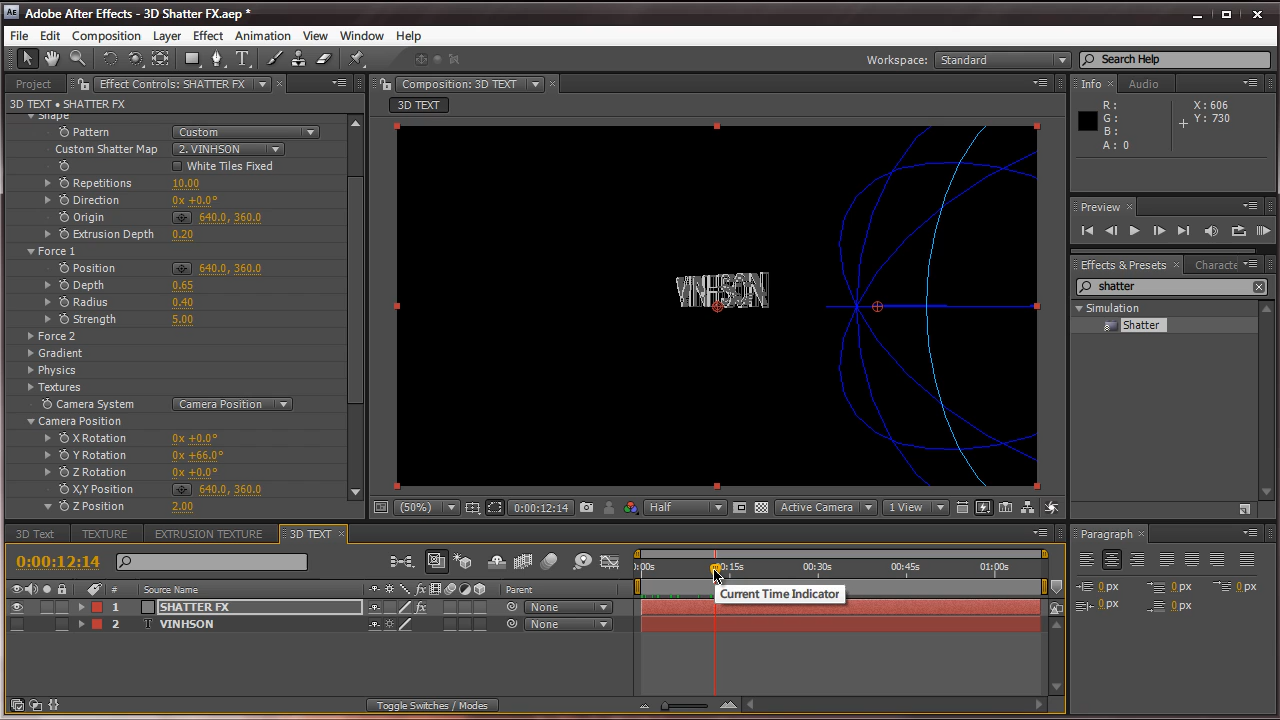 Ae Adobe After Effects - 3D Shatter FX.aep *
File Edit Composition Layer Effect Animation View Window Help
Workspace: Standard Search Help
Project Effect Controls: SHATTER FX
3D TEXT • SHATTER FX
Shape
Pattern Custom
Custom Shatter Map 2. VINHSON
White Tiles Fixed
Repetitions 10.00
Direction 0x +0.0°
Origin 640.0, 360.0
Extrusion Depth 0.20
Force 1
Position 640.0, 360.0
Depth 0.65
Radius 0.40
Strength 5.00
Force 2
Gradient
Physics
Textures
Camera System Camera Position
Camera Position
X Rotation 0x +0.0°
Y Rotation 0x +66.0°
Z Rotation 0x +0.0°
X,Y Position 640.0, 360.0
Z Position 2.00
Composition: 3D TEXT
3D TEXT
VINHSON
(50%) 0:00:12:14 Half Active Camera 1 View
Info Audio
R :
G :
B :
A : 0
X : 606
Y : 730
Preview
Effects & Presets Characte
shatter
Simulation
Shatter
3D Text TEXTURE EXTRUSION TEXTURE 3D TEXT
0:00:12:14
# Source Name Parent
1 SHATTER FX fx None
2 T VINHSON None
):00s 00:15s 00:30s 00:45s 01:00s
Current Time Indicator
Toggle Switches / Modes
Paragraph
0 px 0 px 0 px
0 px 0 px